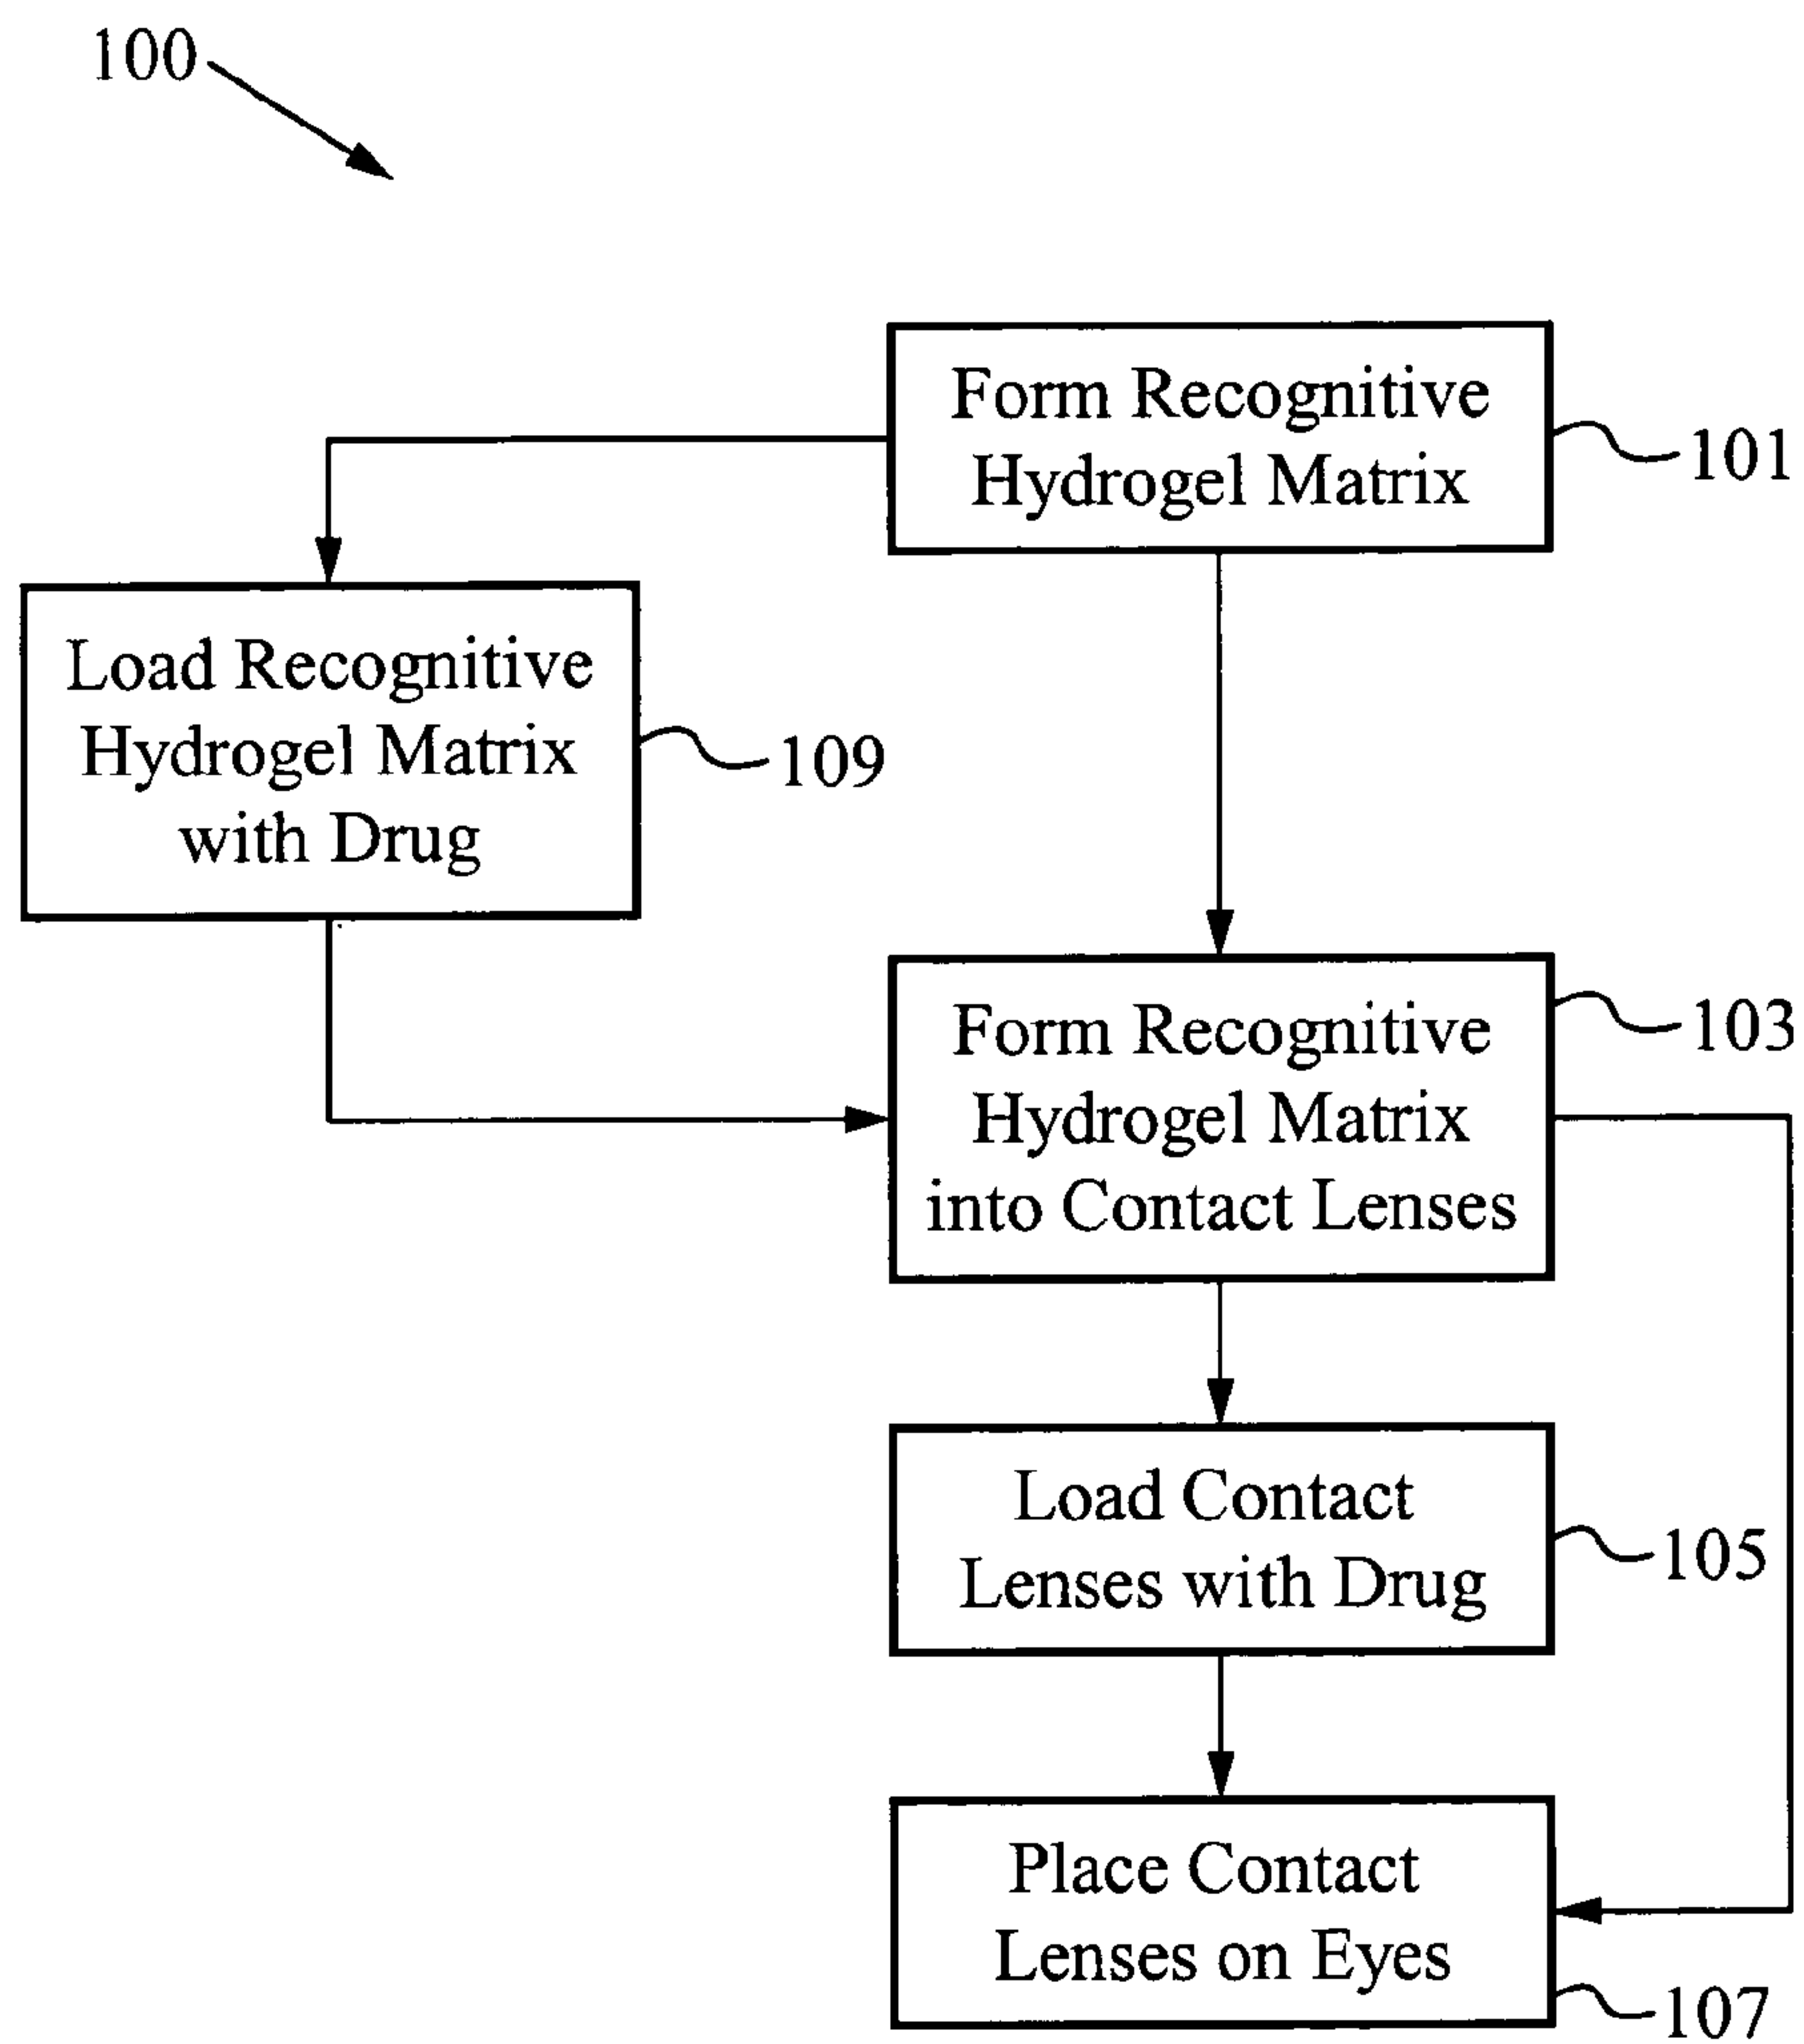 100
Form Recognitive
Hydrogel Matrix
101
Load Recognitive
Hydrogel Matrix
with Drug
109
Form Recognitive
Hydrogel Matrix
into Contact Lenses
103
Load Contact
Lenses with Drug
105
Place Contact
Lenses on Eyes
107